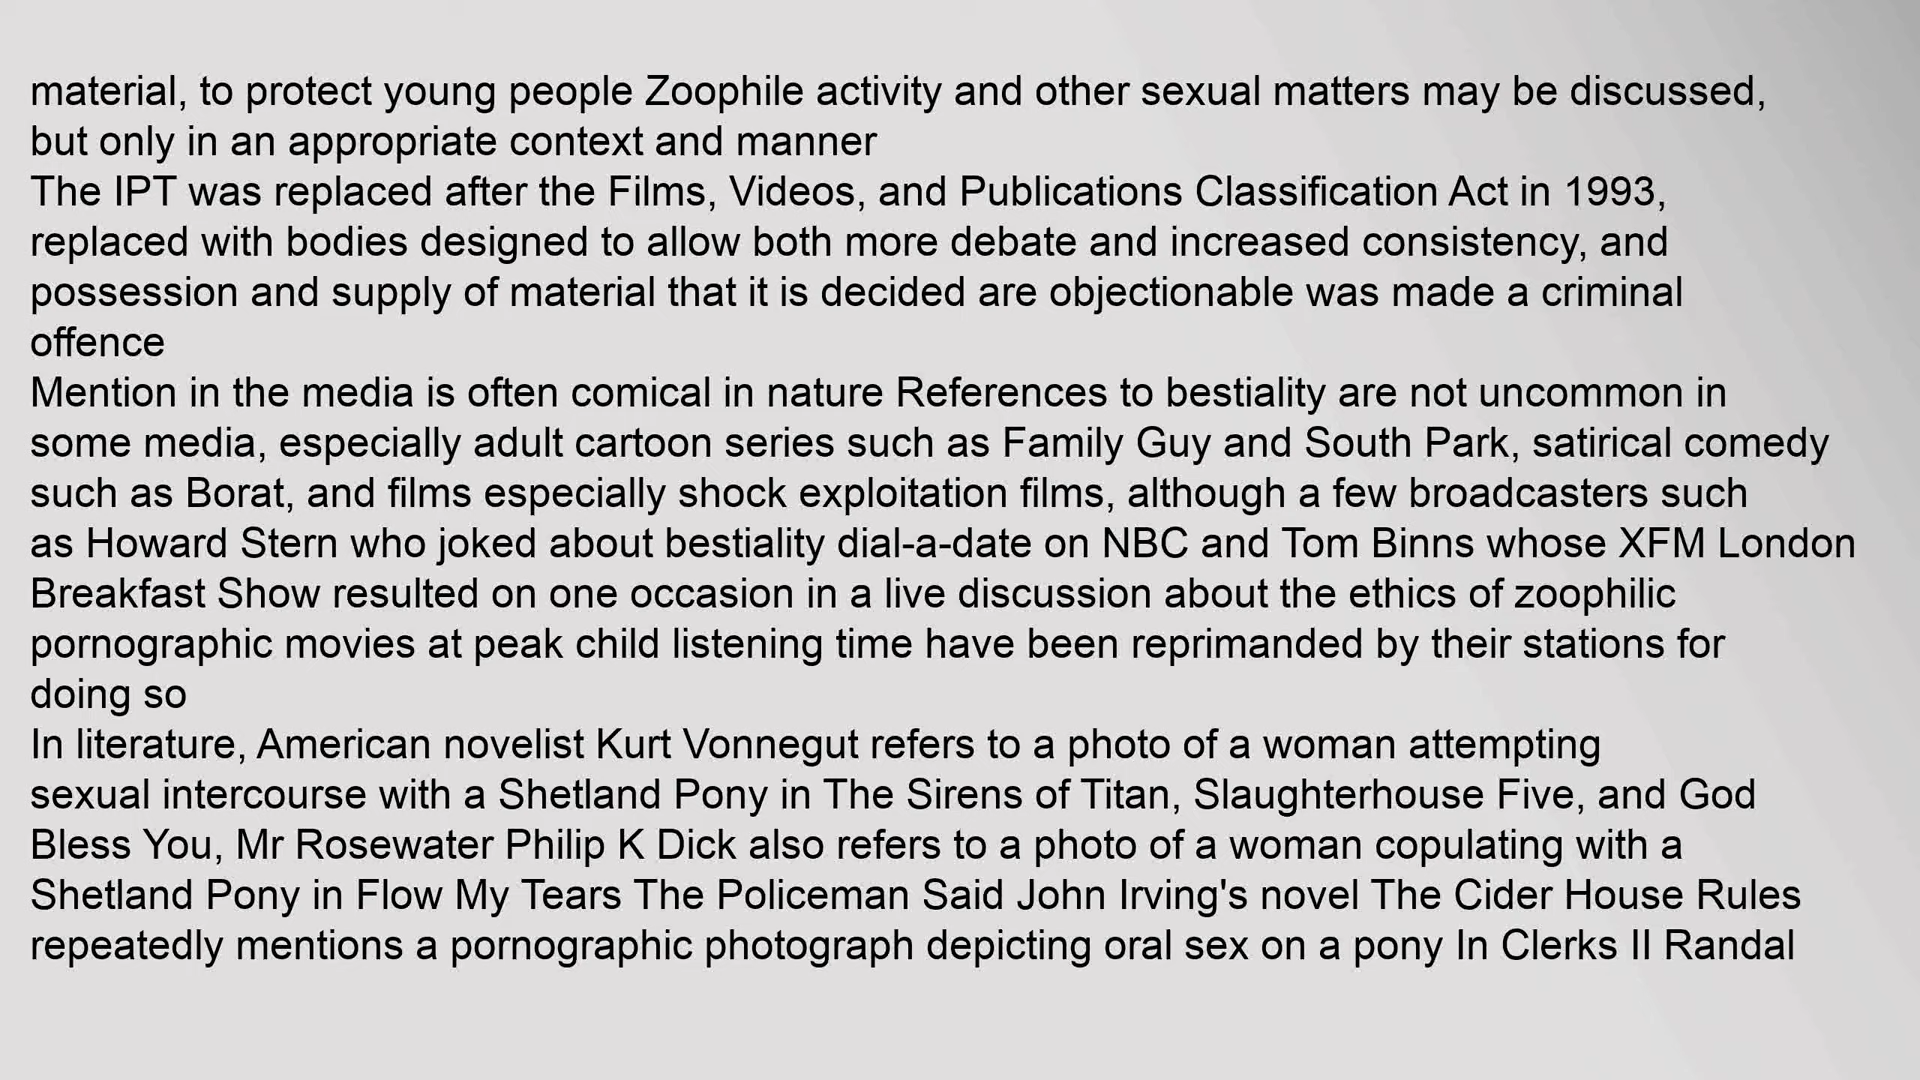 material, to protect young people Zoophile activity and other sexual matters may be discussed,
but only in an appropriate context and manner
The IPT was replaced after the Films, Videos, and Publications Classification Act in 1993,
replaced with bodies designed to allow both more debate and increased consistency, and
possession and supply of material that it is decided are objectionable was made a criminal
offence
Mention in the media is often comical in nature References to bestiality are not uncommon in
some media, especially adult cartoon series such as Family Guy and South Park, satirical comedy
such as Borat, and films especially shock exploitation films, although a few broadcasters such
as Howard Stern who joked about bestiality dial-a-date on NBC and Tom Binns whose XFM London
Breakfast Show resulted on one occasion in a live discussion about the ethics of zoophilic
pornographic movies at peak child listening time have been reprimanded by their stations for
doing so
In literature, American novelist Kurt Vonnegut refers to a photo of a woman attempting
sexual intercourse with a Shetland Pony in The Sirens of Titan, Slaughterhouse Five, and God
Bless You, Mr Rosewater Philip K Dick also refers to a photo of a woman copulating with a
Shetland Pony in Flow My Tears The Policeman Said John Irving's novel The Cider House Rules
repeatedly mentions a pornographic photograph depicting oral sex on a pony In Clerks II Randal